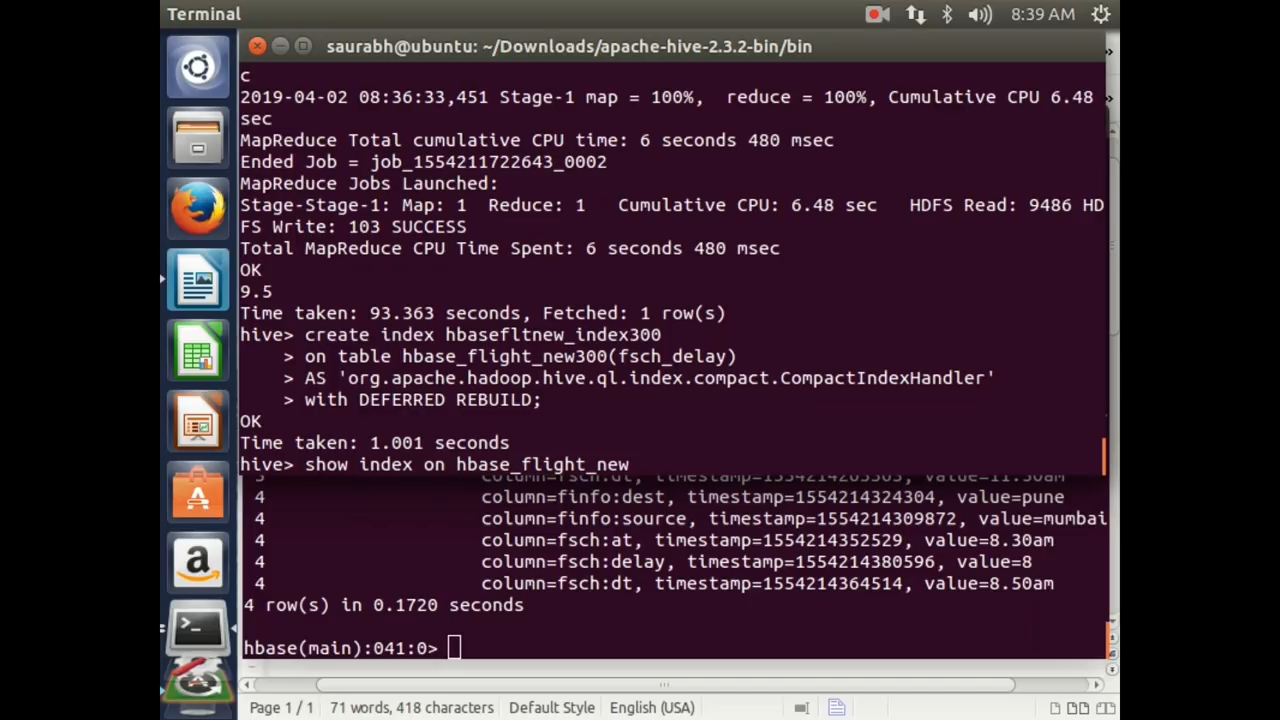 Terminal
8:39 AM
saurabh@ubuntu: ~/Downloads/apache-hive-2.3.2-bin/bin
c
2019-04-02 08:36:33,451 Stage-1 map = 100%,  reduce = 100%, Cumulative CPU 6.48
sec
MapReduce Total cumulative CPU time: 6 seconds 480 msec
Ended Job = job_1554211722643_0002
MapReduce Jobs Launched:
Stage-Stage-1: Map: 1  Reduce: 1   Cumulative CPU: 6.48 sec   HDFS Read: 9486 HD
FS Write: 103 SUCCESS
Total MapReduce CPU Time Spent: 6 seconds 480 msec
OK
9.5
Time taken: 93.363 seconds, Fetched: 1 row(s)
hive> create index hbasefltnew_index300
    > on table hbase_flight_new300(fsch_delay)
    > AS 'org.apache.hadoop.hive.ql.index.compact.CompactIndexHandler'
    > with DEFERRED REBUILD;
OK
Time taken: 1.001 seconds
hive> show index on hbase_flight_new
4 column=finfo:dest, timestamp=1554214324304, value=pune
4 column=finfo:source, timestamp=1554214309872, value=mumbai
4 column=fsch:at, timestamp=1554214352529, value=8.30am
4 column=fsch:delay, timestamp=1554214380596, value=8
4 column=fsch:dt, timestamp=1554214364514, value=8.50am
4 row(s) in 0.1720 seconds
hbase(main):041:0>
Page 1 / 1 71 words, 418 characters Default Style English (USA)